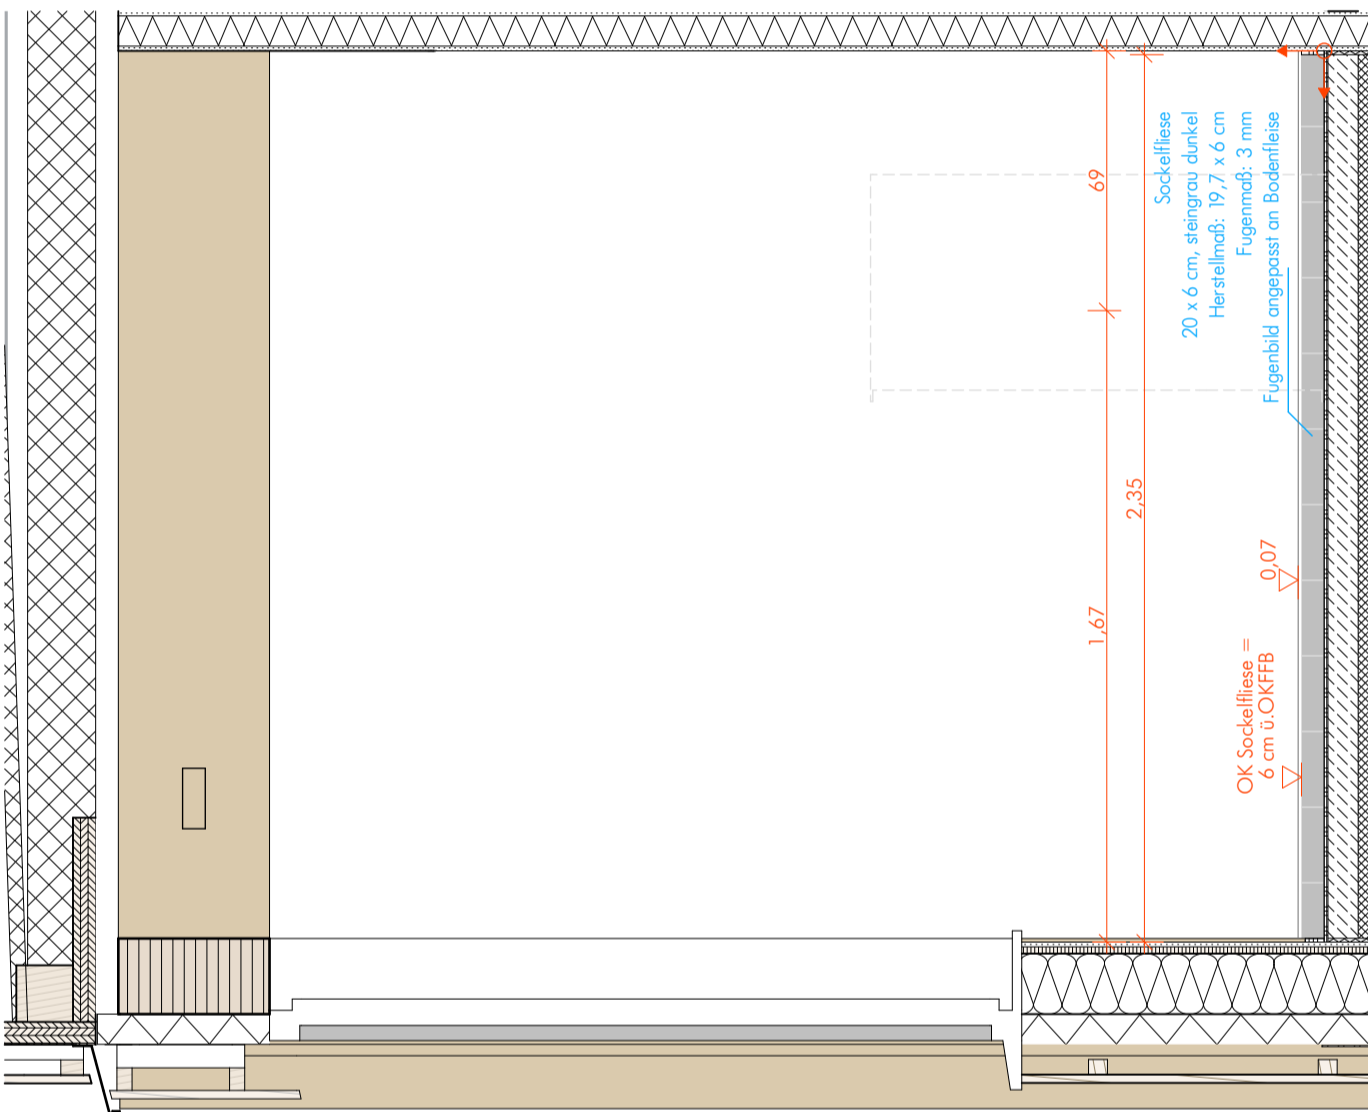 69
2,35
1,67
Sockelfliese
20 x 6 cm, steingrau dunkel
Herstellmaß: 19,7 x 6 cm
Fugenmaß: 3 mm
Fugenbild angepasst an Bodenfleise
0,07
OK Sockelfliese =
6 cm ü.OKFFB